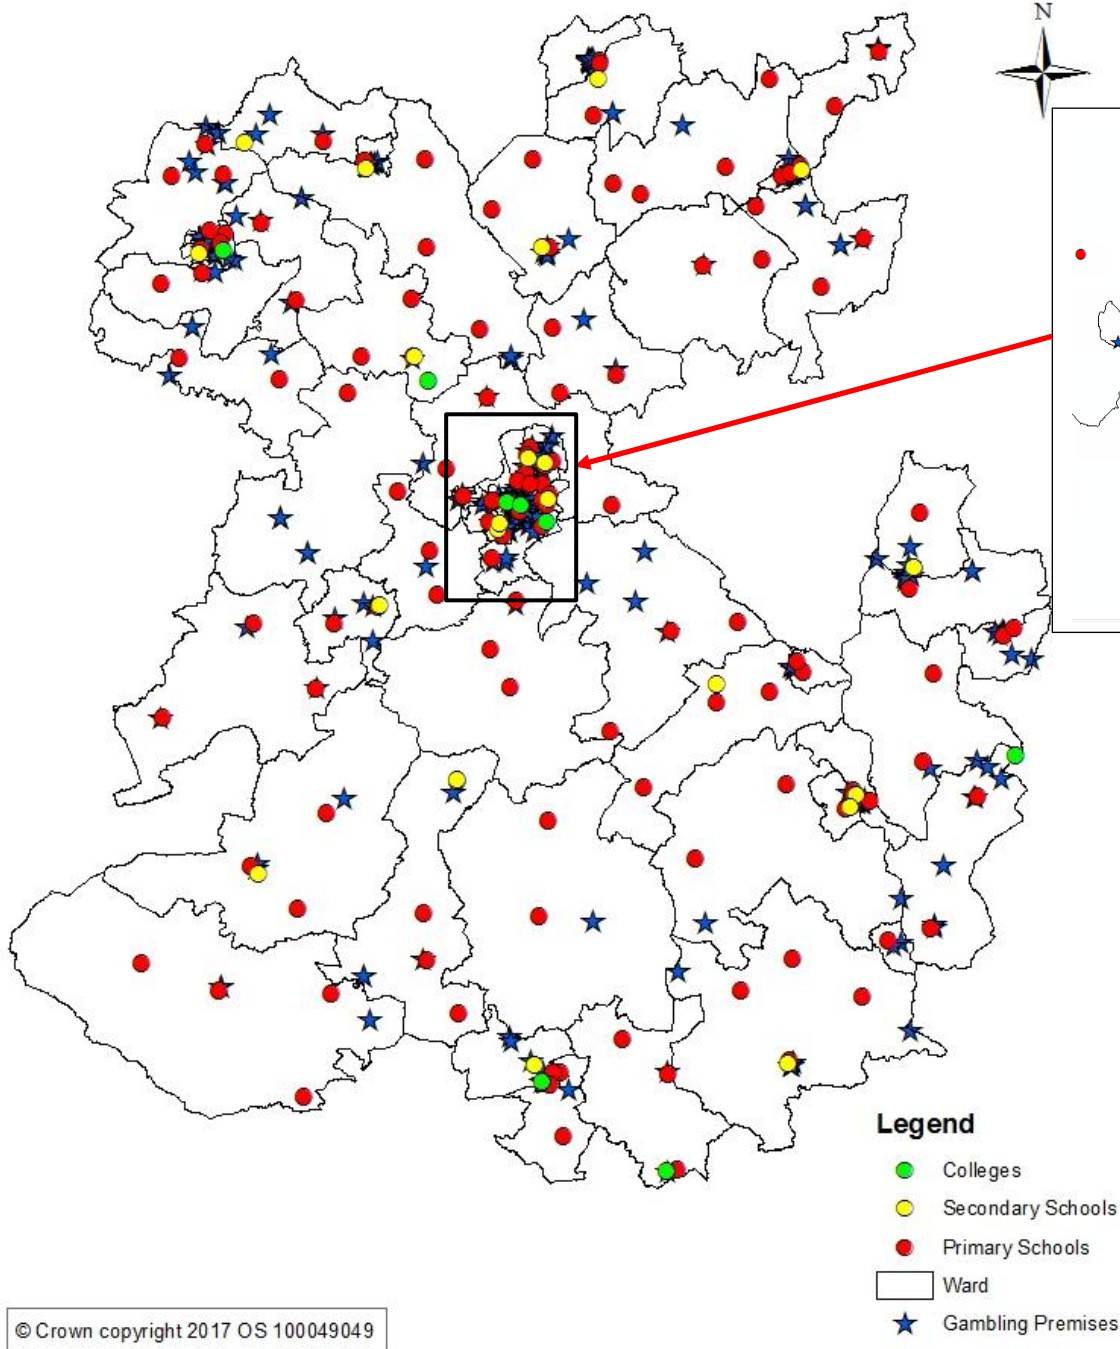 N
Legend
Colleges
Secondary Schools
Primary Schools
Ward
Gambling Premises
© Crown copyright 2017 OS 100049049